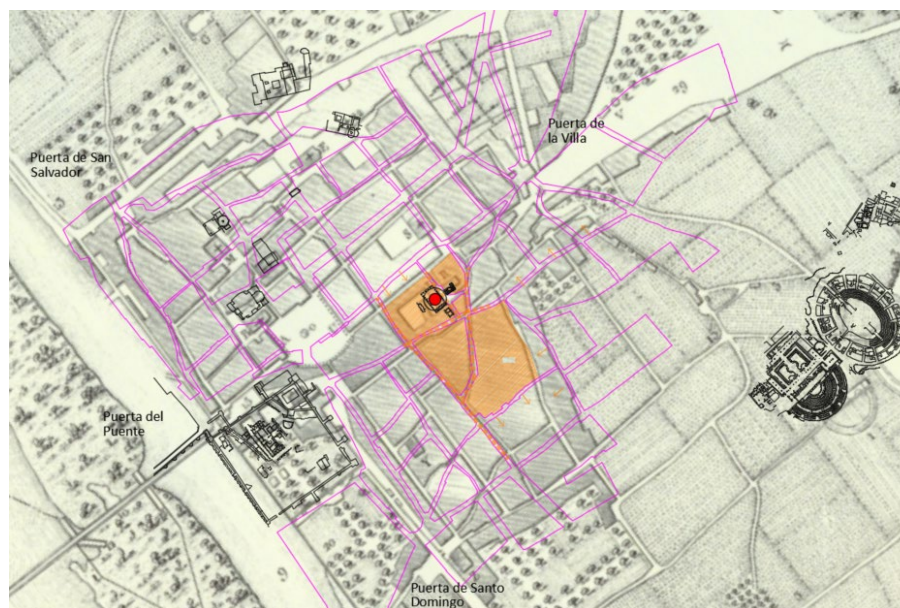 Puerta de San
Salvador
Puerta de
la Villa
Puerta del
Puente
Puerta de Santo
Domingo